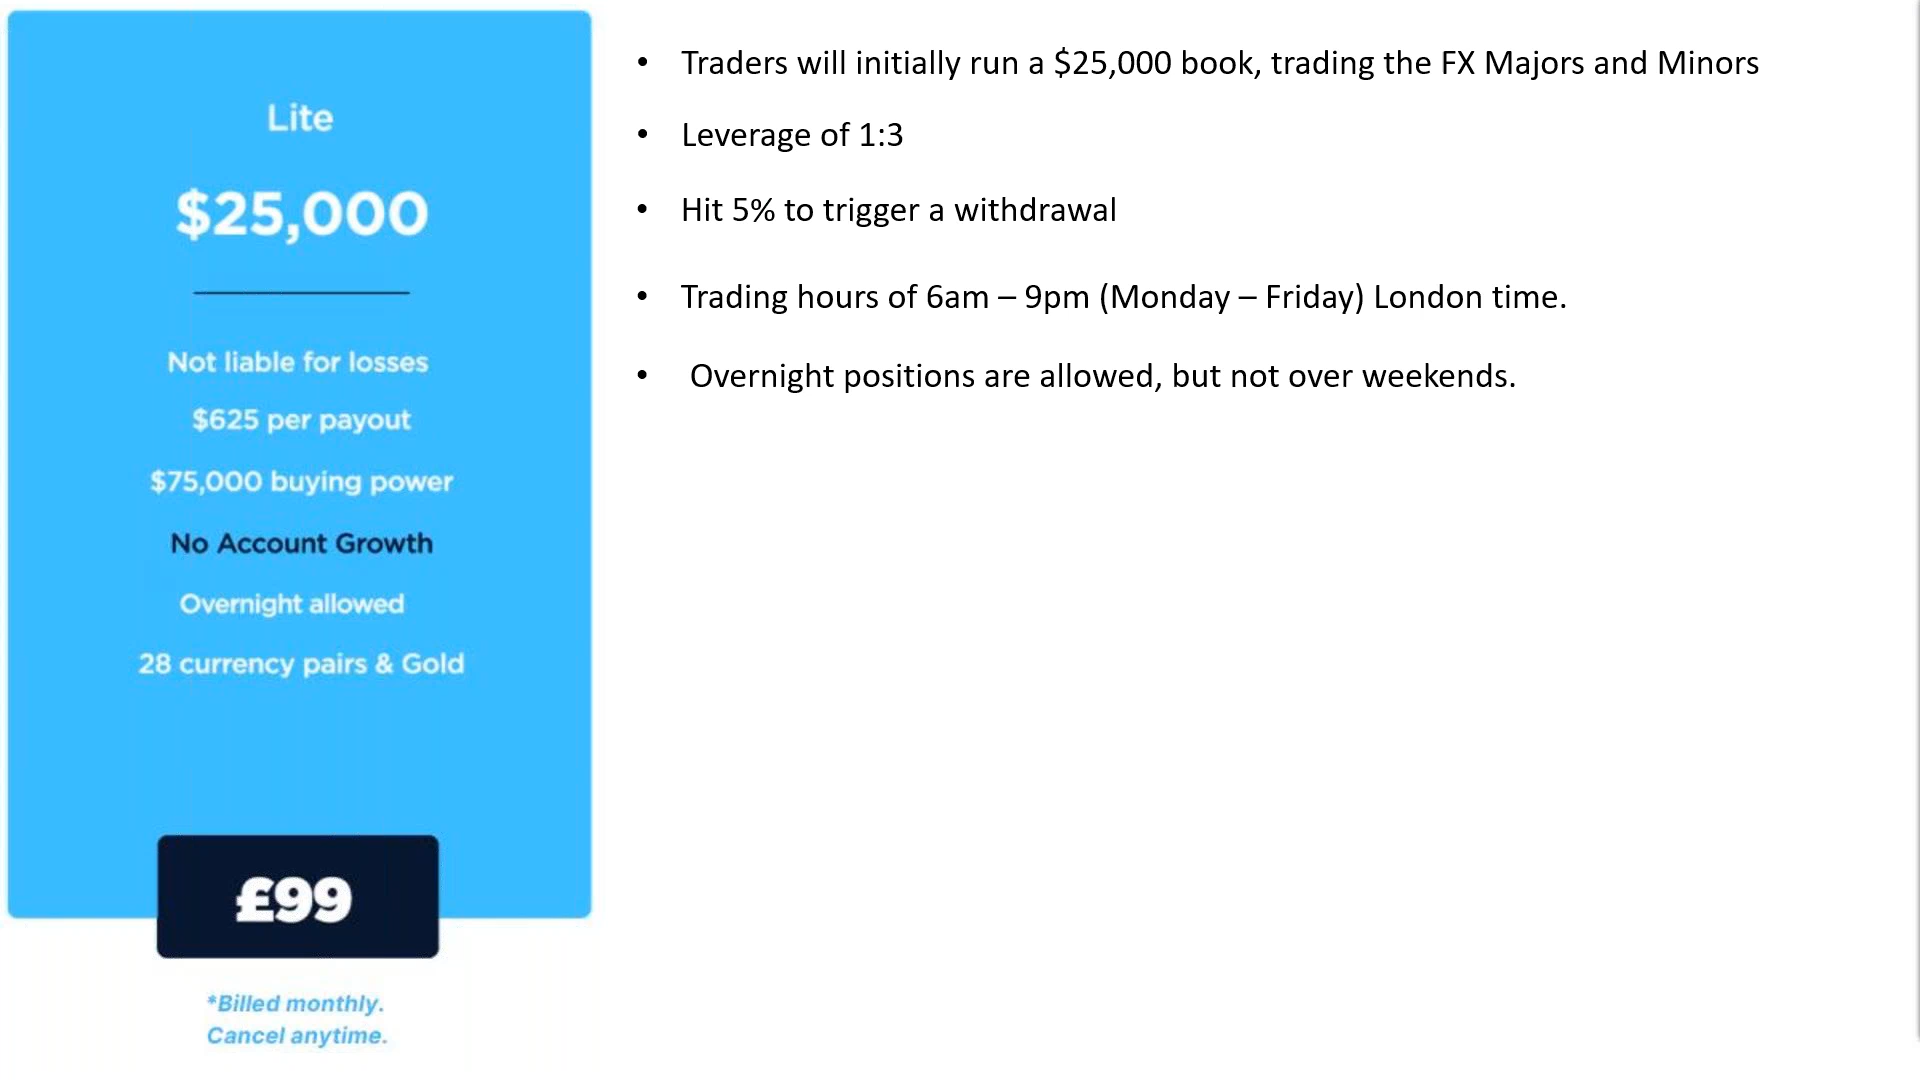 Lite
$25,000
Not liable for losses
$625 per payout
$75,000 buying power
No Account Growth
Overnight allowed
28 currency pairs & Gold
£99
*Billed monthly.
Cancel anytime.
• Traders will initially run a $25,000 book, trading the FX Majors and Minors
• Leverage of 1:3
• Hit 5% to trigger a withdrawal
• Trading hours of 6am – 9pm (Monday – Friday) London time.
• Overnight positions are allowed, but not over weekends.